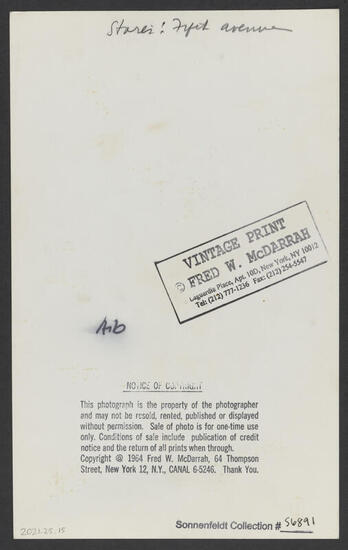 Stores: Fifth avenue
VINTAGE PRINT
© FRED W. McDARRAH
Laguardia Place, Apt. 10D, New York, NY 10012
Tel: (212) 777-1236 Fax: (212) 254-5547
NOTICE OF COPYRIGHT
This photograph is the property of the photographer
and may not be resold, rented, published or displayed
without permission. Sale of photo is for one-time use
only. Conditions of sale include publication of credit
notice and the return of all prints when through.
Copyright @ 1964 Fred W. McDarrah, 64 Thompson
Street, New York 12, N.Y., CANAL 6-5246. Thank You.
2021.25.15
Sonnenfeldt Collection # S6891